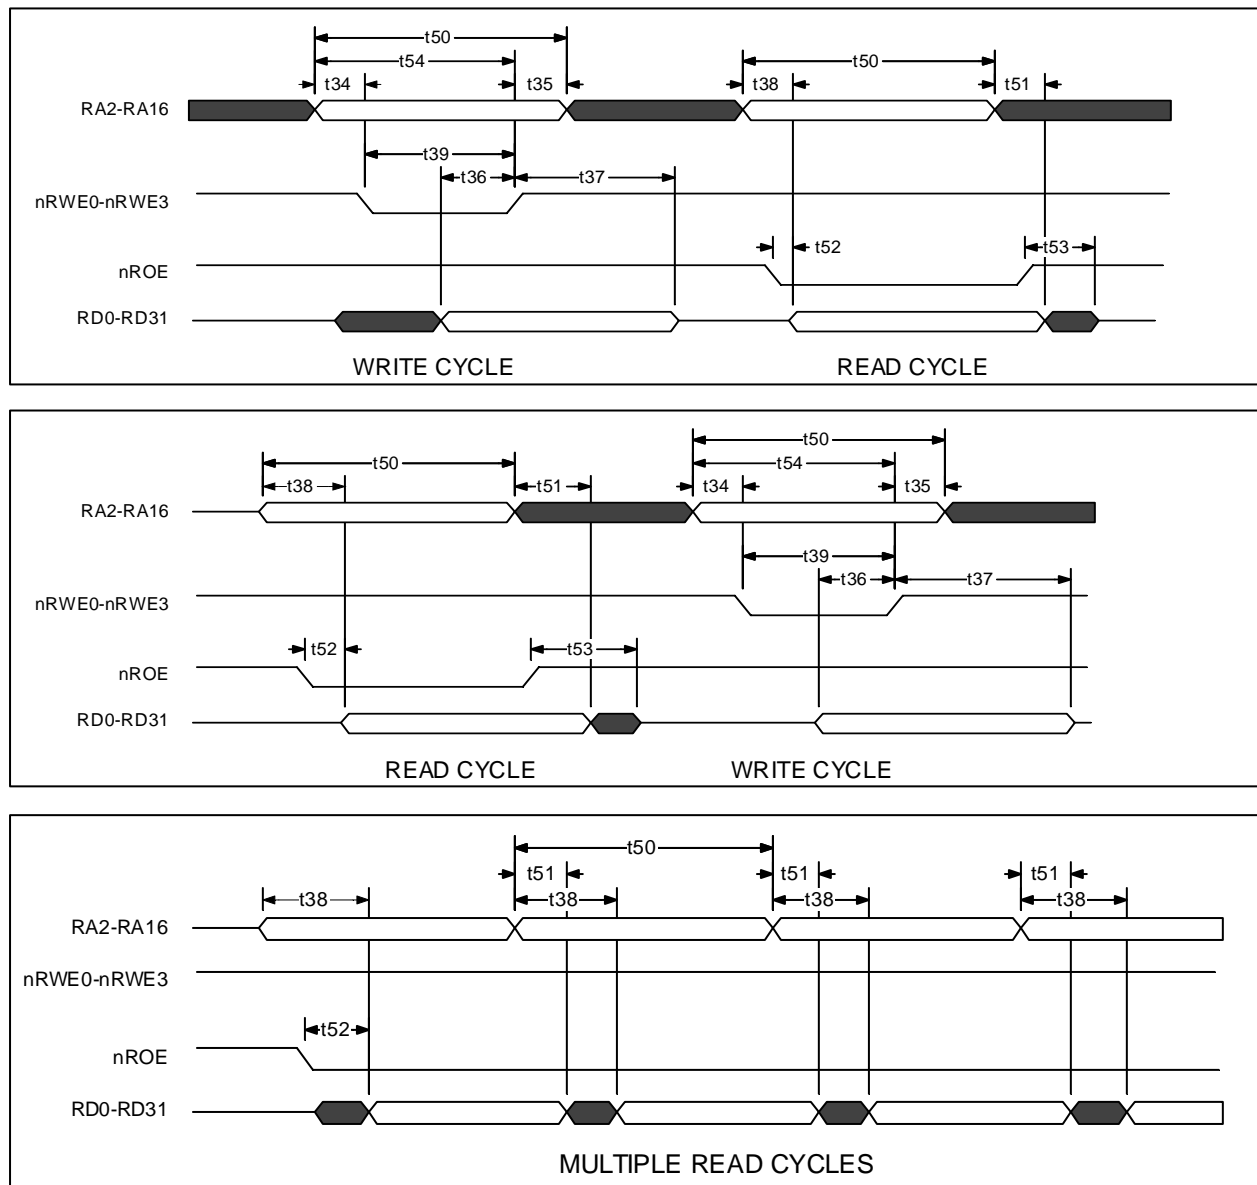 t50
t54 t50
t34 t35 t38 t51
RA2-RA16
t39
t36 t37
nRWE0-nRWE3
t52 t53
nROE
RD0-RD31
WRITE CYCLE READ CYCLE
t50
t50 t54
t38 t51 t34 t35
RA2-RA16
t39
t36 t37
nRWE0-nRWE3
t52 t53
nROE
RD0-RD31
READ CYCLE WRITE CYCLE
t50
t51 t51 t51
t38 t38 t38 t38
RA2-RA16
nRWE0-nRWE3
t52
nROE
RD0-RD31
MULTIPLE READ CYCLES